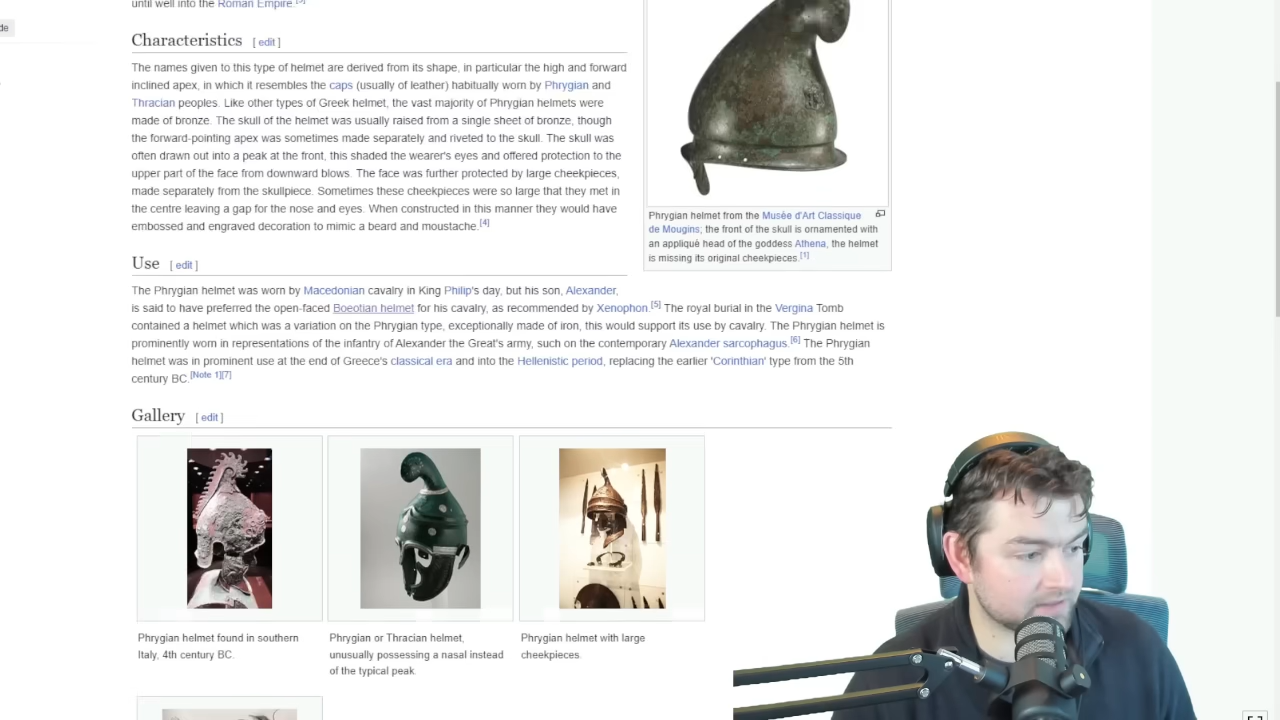 until well into the Roman Empire.[3]
de
Characteristics [ edit ]
The names given to this type of helmet are derived from its shape, in particular the high and forward
inclined apex, in which it resembles the caps (usually of leather) habitually worn by Phrygian and
Thracian peoples. Like other types of Greek helmet, the vast majority of Phrygian helmets were
made of bronze. The skull of the helmet was usually raised from a single sheet of bronze, though
the forward-pointing apex was sometimes made separately and riveted to the skull. The skull was
often drawn out into a peak at the front, this shaded the wearer's eyes and offered protection to the
upper part of the face from downward blows. The face was further protected by large cheekpieces,
made separately from the skullpiece. Sometimes these cheekpieces were so large that they met in
the centre leaving a gap for the nose and eyes. When constructed in this manner they would have
embossed and engraved decoration to mimic a beard and moustache.[4]
Phrygian helmet from the Musée d'Art Classique
de Mougins; the front of the skull is ornamented with
an appliqué head of the goddess Athena, the helmet
is missing its original cheekpieces.[1]
Use [ edit ]
The Phrygian helmet was worn by Macedonian cavalry in King Philip's day, but his son, Alexander,
is said to have preferred the open-faced Boeotian helmet for his cavalry, as recommended by Xenophon.[5] The royal burial in the Vergina Tomb
contained a helmet which was a variation on the Phrygian type, exceptionally made of iron, this would support its use by cavalry. The Phrygian helmet is
prominently worn in representations of the infantry of Alexander the Great's army, such on the contemporary Alexander sarcophagus.[6] The Phrygian
helmet was in prominent use at the end of Greece's classical era and into the Hellenistic period, replacing the earlier 'Corinthian' type from the 5th
century BC.[Note 1][7]
Gallery [ edit ]
Phrygian helmet found in southern
Italy, 4th century BC.
Phrygian or Thracian helmet,
unusually possessing a nasal instead
of the typical peak.
Phrygian helmet with large
cheekpieces.